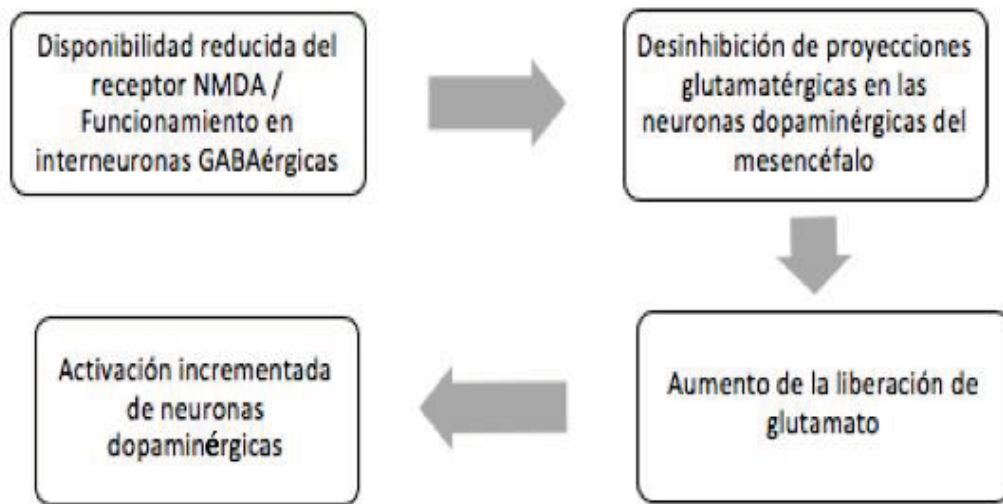 Disponibilidad reducida del
receptor NMDA /
Funcionamiento en
interneuronas GABAérgicas
Desinhibición de proyecciones
glutamatérgicas en las
neuronas dopaminérgicas del
mesencéfalo
Aumento de la liberación de
glutamato
Activación incrementada
de neuronas
dopaminérgicas